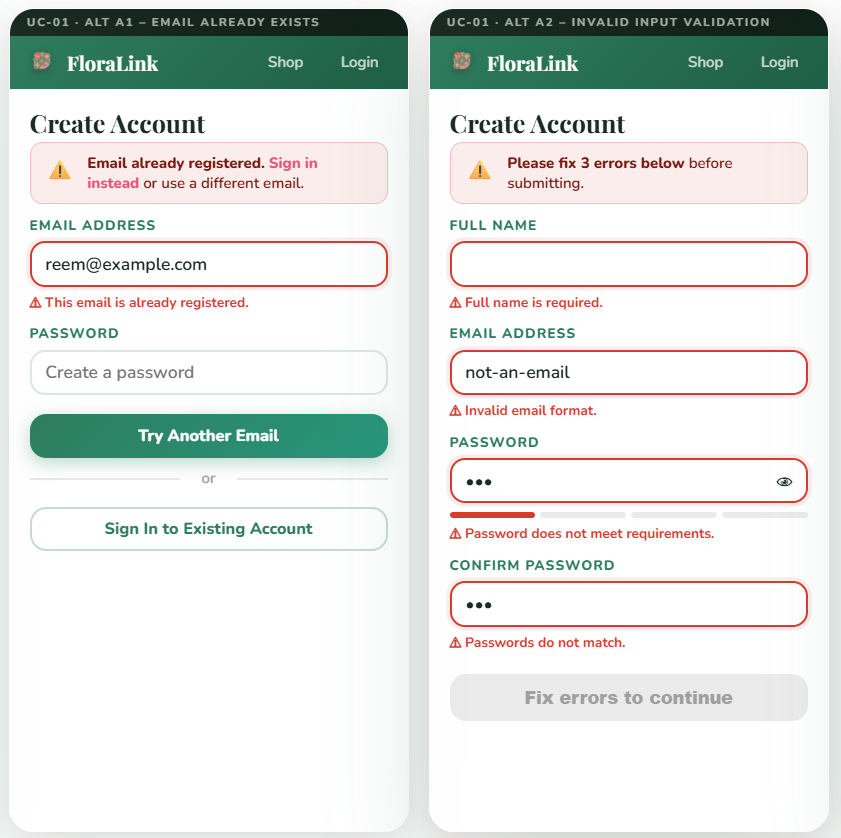 UC-01 · ALT A1 – EMAIL ALREADY EXISTS
FloraLink
Shop
Login
Create Account
Email already registered. Sign in
instead or use a different email.
EMAIL ADDRESS
reem@example.com
⚠ This email is already registered.
PASSWORD
Create a password
Try Another Email
or
Sign In to Existing Account
UC-01 · ALT A2 – INVALID INPUT VALIDATION
FloraLink
Shop
Login
Create Account
Please fix 3 errors below before
submitting.
FULL NAME
⚠ Full name is required.
EMAIL ADDRESS
not-an-email
⚠ Invalid email format.
PASSWORD
•••
⚠ Password does not meet requirements.
CONFIRM PASSWORD
•••
⚠ Passwords do not match.
Fix errors to continue